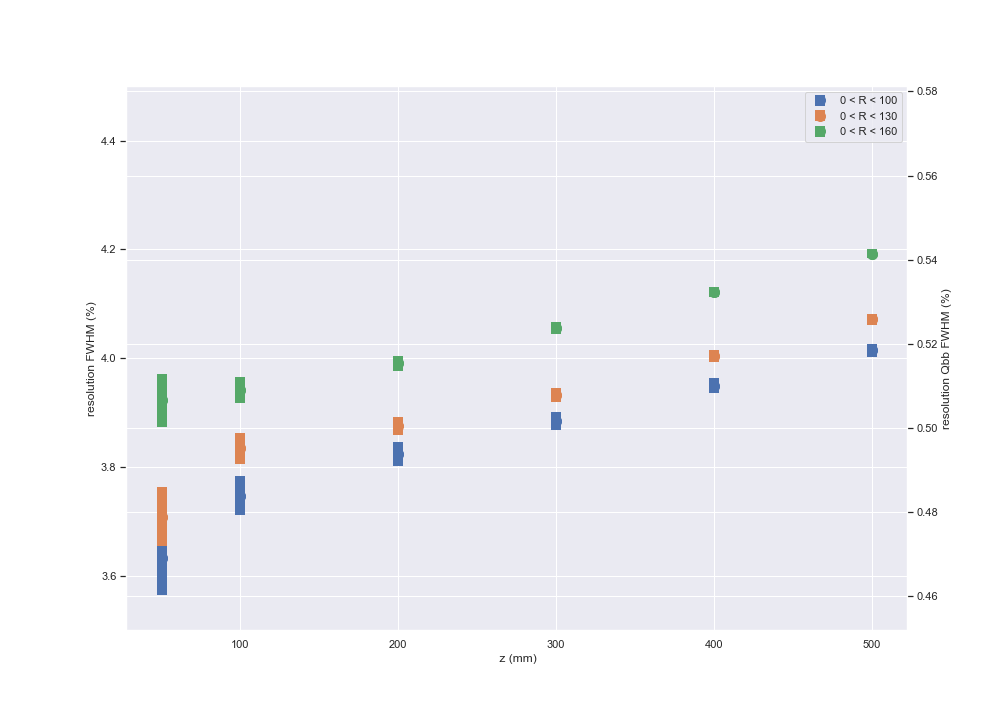 0 < R < 100
0 < R < 130
0 < R < 160
resolution FWHM (%)
4.4
4.2
4.0
3.8
3.6
0.58
0.56
0.54
0.52
0.50
0.48
0.46
resolution Qbb FWHM (%)
100
200
300
400
500
z (mm)